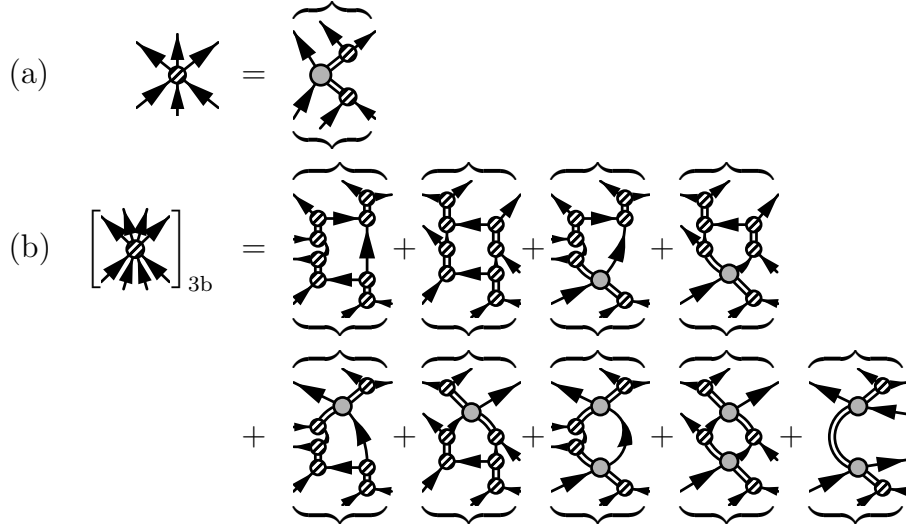 (a) =
(b) [ ]3b = + + +
+ + + + +